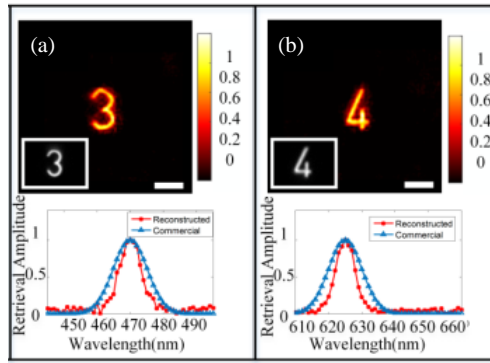 (a)
3
3
1
0.8
0.6
0.4
0.2
0
(b)
4
4
1
0.8
0.6
0.4
0.2
0
Retrieval Amplitude
1
0.5
0
Reconstructed
Commercial
450 460 470 480 490
Wavelength(nm)
Retrieval Amplitude
1
0.5
0
Reconstructed
Commercial
610 620 630 640 650 660
Wavelength(nm)